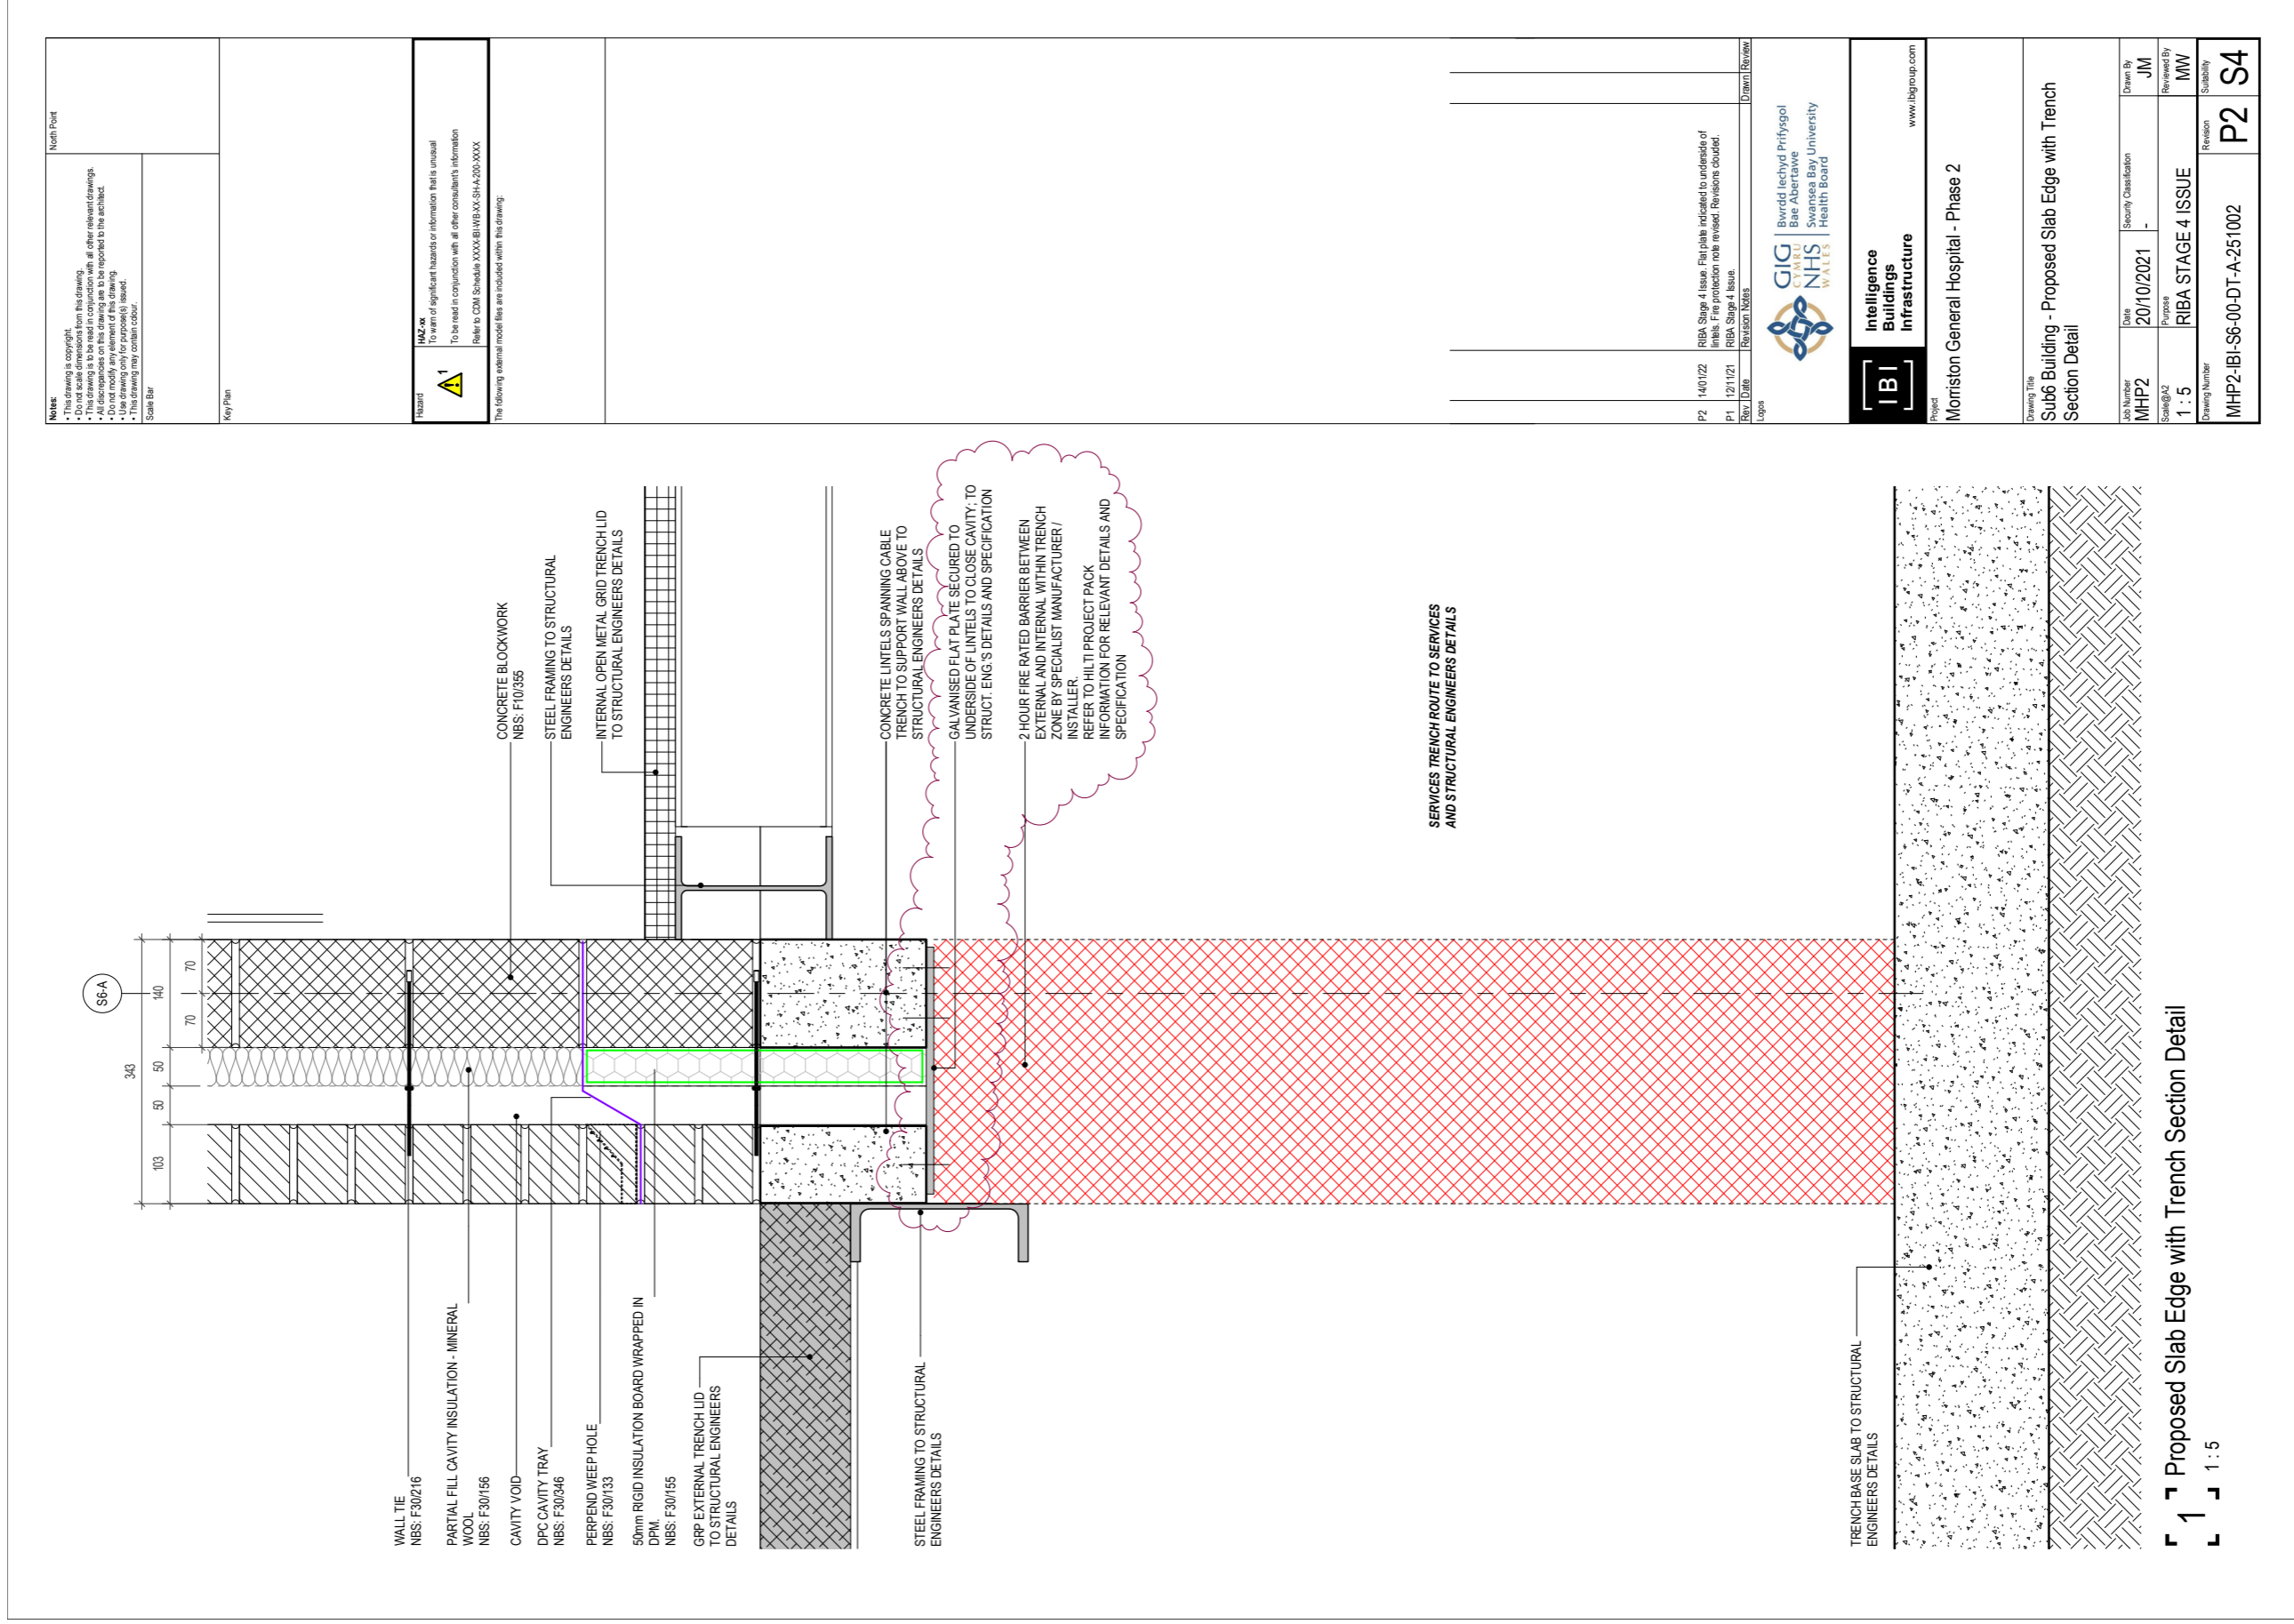 WALL TIE
NBS: F30/216
PARTIAL FILL CAVITY INSULATION - MINERAL
WOOL
NBS: F30/156
CAVITY VOID
DPC CAVITY TRAY
NBS: F30/346
PERPEND WEEP HOLE
NBS: F30/133
50mm RIGID INSULATION BOARD WRAPPED IN
DPM.
NBS: F30/155
GRP EXTERNAL TRENCH LID
TO STRUCTURAL ENGINEERS
DETAILS
STEEL FRAMING TO STRUCTURAL
ENGINEERS DETAILS
TRENCH BASE SLAB TO STRUCTURAL
ENGINEERS DETAILS
S6-A
343
103
50
50
140
70
70
CONCRETE BLOCKWORK
NBS: F10/355
STEEL FRAMING TO STRUCTURAL
ENGINEERS DETAILS
INTERNAL OPEN METAL GRID TRENCH LID
TO STRUCTURAL ENGINEERS DETAILS
CONCRETE LINTELS SPANNING CABLE
TRENCH TO SUPPORT WALL ABOVE TO
STRUCTURAL ENGINEERS DETAILS
GALVANISED FLAT PLATE SECURED TO
UNDERSIDE OF LINTELS TO CLOSE CAVITY; TO
STRUCT. ENG.'S DETAILS AND SPECIFICATION
2 HOUR FIRE RATED BARRIER BETWEEN
EXTERNAL AND INTERNAL WITHIN TRENCH
ZONE BY SPECIALIST MANUFACTURER /
INSTALLER.
REFER TO HILTI PROJECT PACK
INFORMATION FOR RELEVANT DETAILS AND
SPECIFICATION
SERVICES TRENCH ROUTE TO SERVICES
AND STRUCTURAL ENGINEERS DETAILS
1
Proposed Slab Edge with Trench Section Detail
1 : 5
Notes:
• This drawing is copyright.
• Do not scale dimensions from this drawing.
• This drawing is to be read in conjunction with all other relevant drawings.
• All discrepancies on this drawing are to be reported to the architect.
• Do not modify any element of this drawing.
• Use drawing only for purpose(s) issued.
• This drawing may contain colour.
North Point
Scale Bar
Key Plan
Hazard
1
HAZ-xx
To warn of significant hazards or information that is unusual
To be read in conjunction with all other consultant's information
Refer to CDM Schedule XXXX-IBI-WB-XX-SH-A-200-XXXX
The following external model files are included within this drawing:
P2 14/01/22 RIBA Stage 4 Issue. Flat plate indicated to underside of
lintels. Fire protection note revised. Revisions clouded.
P1 12/11/21 RIBA Stage 4 Issue.
Rev Date Revision Notes Drawn Review
Logos
GIG
CYMRU
NHS
WALES
Bwrdd Iechyd Prifysgol
Bae Abertawe
Swansea Bay University
Health Board
IBI
Intelligence
Buildings
Infrastructure
www.ibigroup.com
Project
Morriston General Hospital - Phase 2
Drawing Title
Sub6 Building - Proposed Slab Edge with Trench
Section Detail
Job Number Date Security Classification Drawn By
MHP2 20/10/2021 - JM
Scale@A2 Purpose Reviewed By
1 : 5 RIBA STAGE 4 ISSUE MW
Drawing Number Revision Suitability
MHP2-IBI-S6-00-DT-A-251002 P2 S4